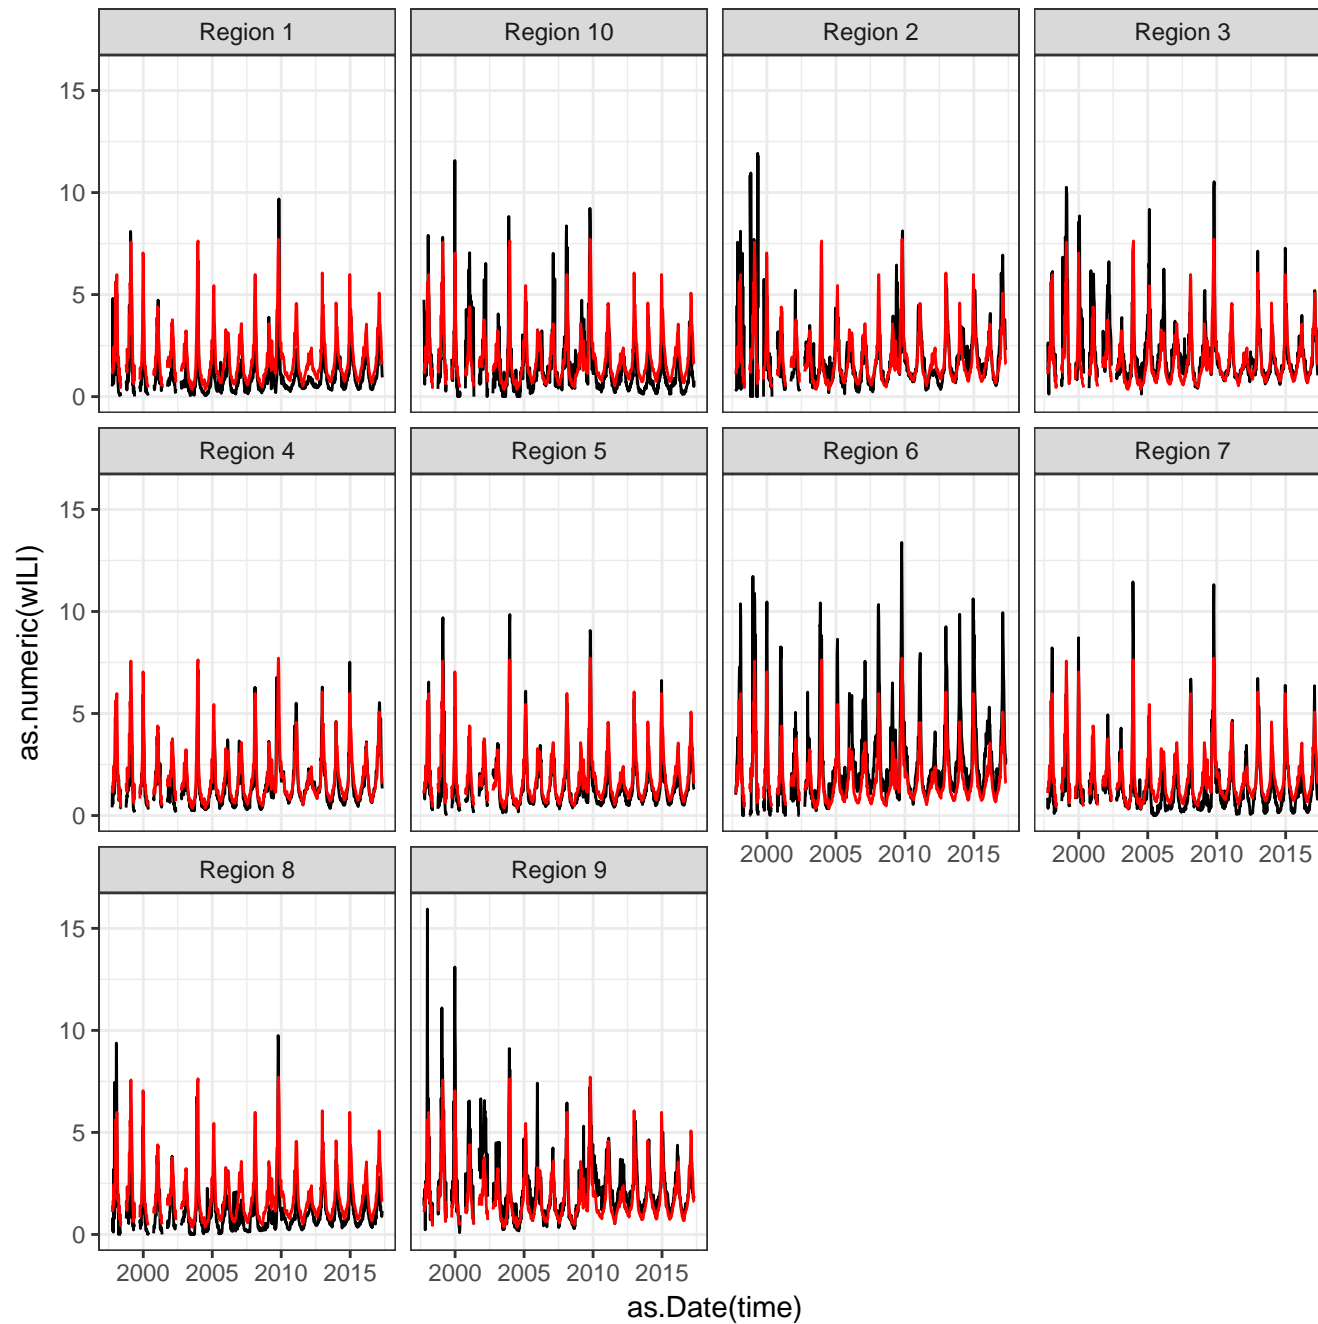 Region 1
Region 10
Region 2
Region 3
15
10
5
0
Region 4
Region 5
Region 6
Region 7
15
10
5
0
as.numeric(wILI)
2000 2005 2010 2015
2000 2005 2010 2015
Region 8
Region 9
15
10
5
0
2000 2005 2010 2015
2000 2005 2010 2015
as.Date(time)